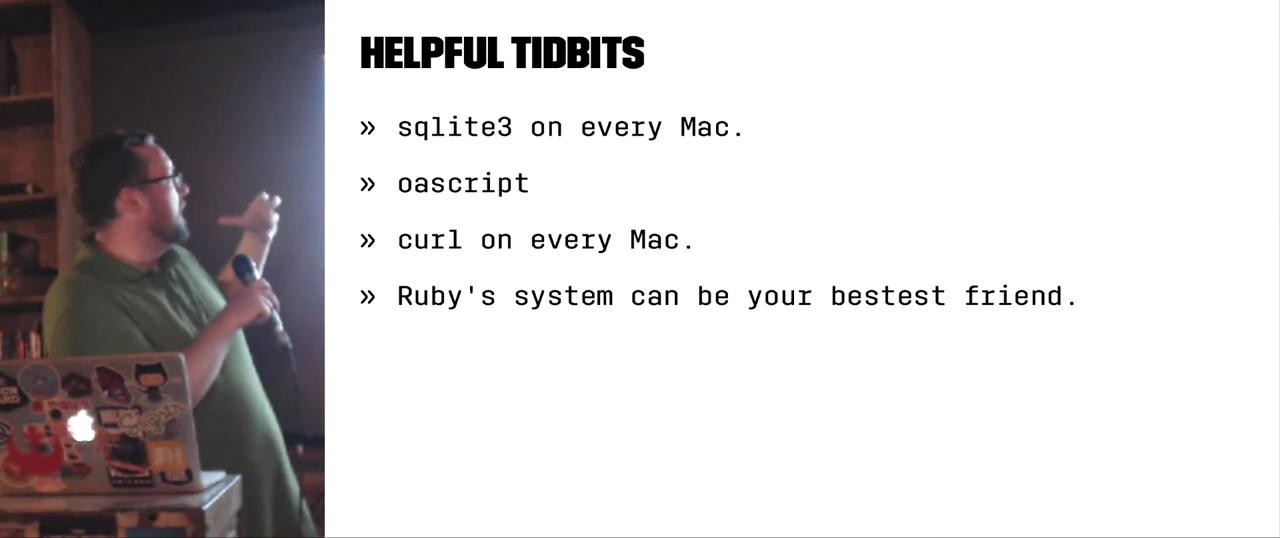 HELPFUL TIDBITS
» sqlite3 on every Mac.
» oascript
» curl on every Mac.
» Ruby's system can be your bestest friend.